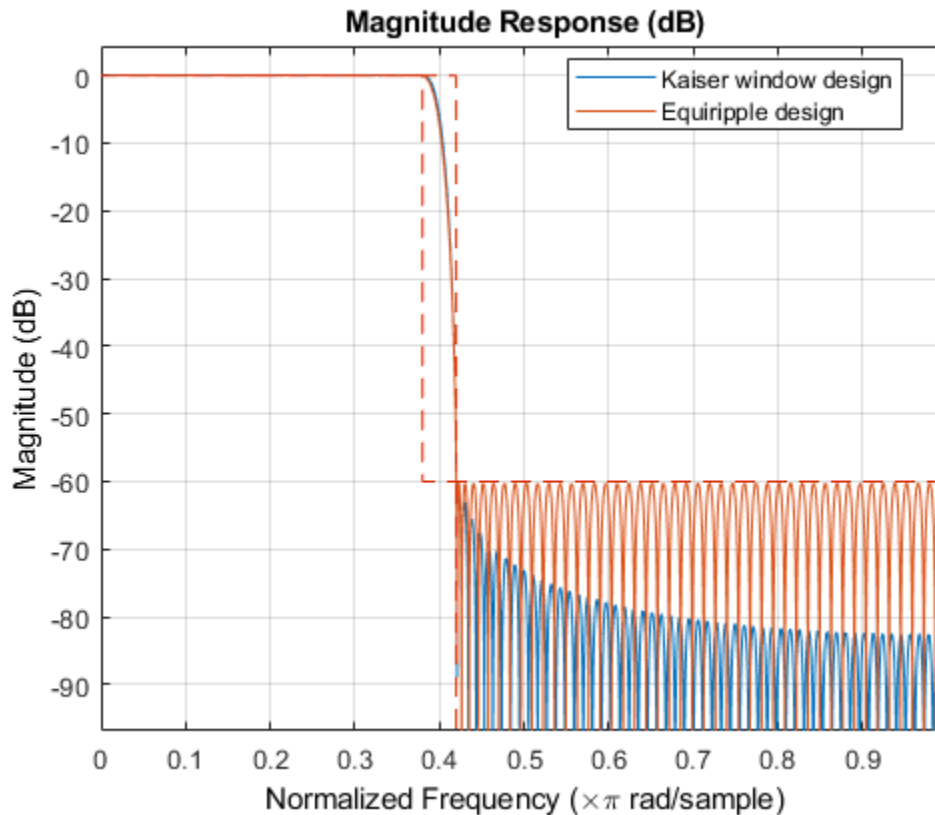 Magnitude Response (dB)
Kaiser window design
Equiripple design
Magnitude (dB)
0
-10
-20
-30
-40
-50
-60
-70
-80
-90
0 0.1 0.2 0.3 0.4 0.5 0.6 0.7 0.8 0.9
Normalized Frequency (×π rad/sample)